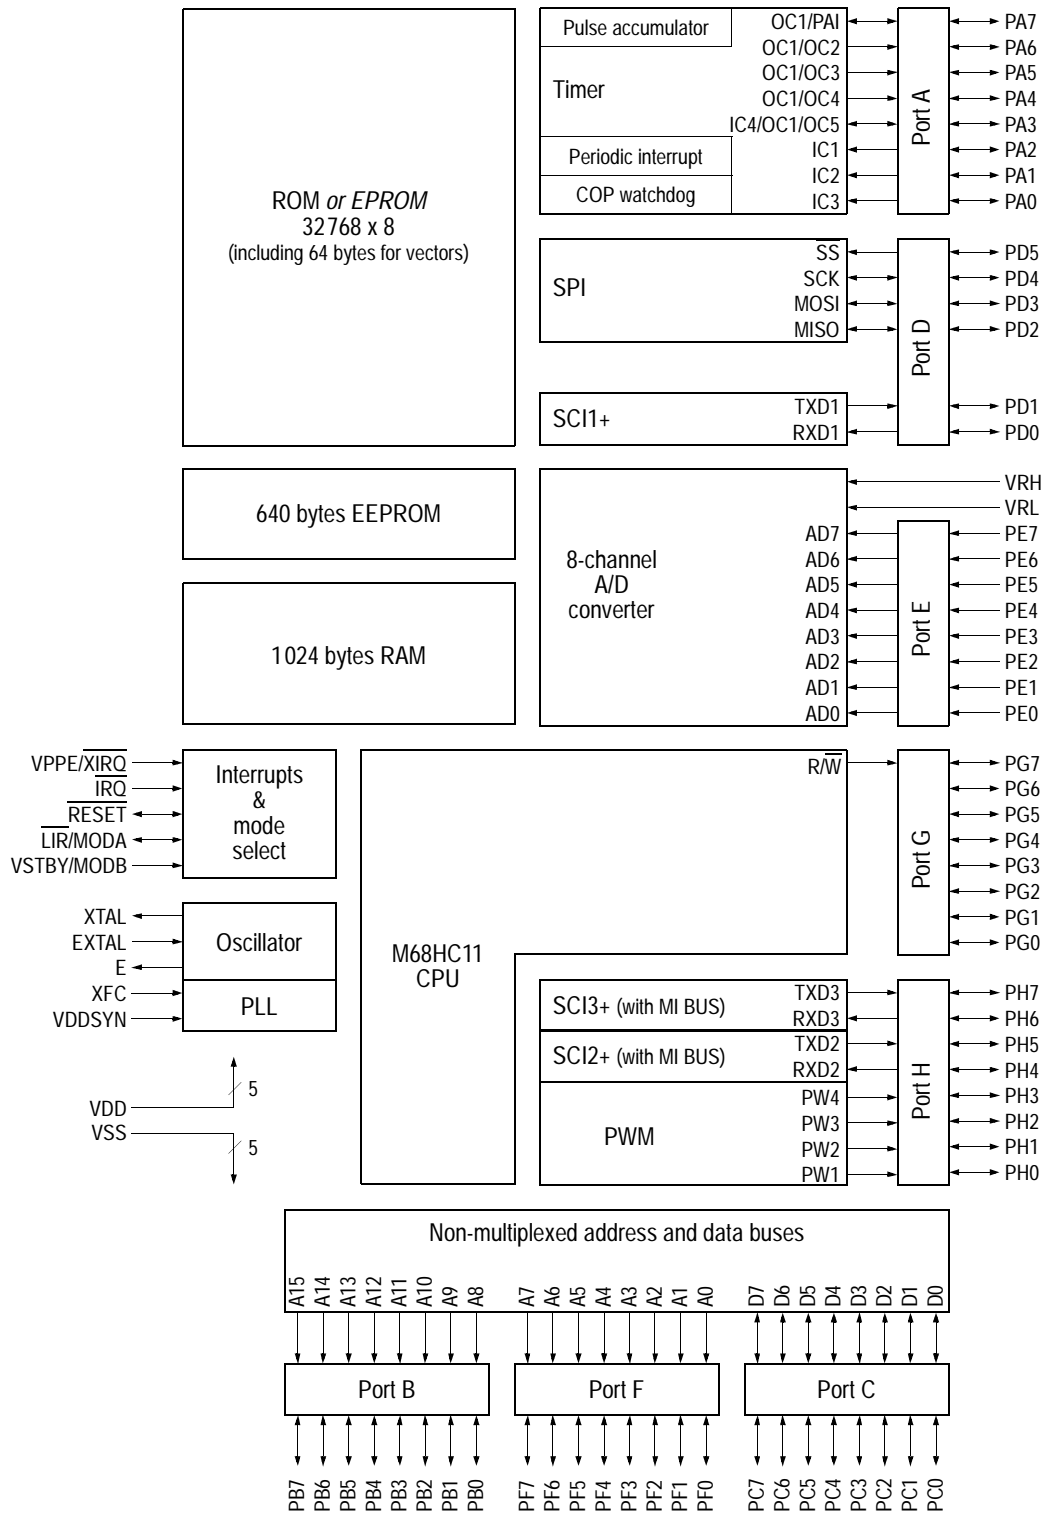 Pulse accumulator
Timer
Periodic interrupt
COP watchdog
OC1/PAI
OC1/OC2
OC1/OC3
OC1/OC4
IC4/OC1/OC5
IC1
IC2
IC3
Port A
PA7
PA6
PA5
PA4
PA3
PA2
PA1
PA0
ROM or EPROM
32768 x 8
(including 64 bytes for vectors)
SPI
SS
SCK
MOSI
MISO
SCI1+
TXD1
RXD1
Port D
PD5
PD4
PD3
PD2
PD1
PD0
640 bytes EEPROM
1024 bytes RAM
8-channel
A/D
converter
AD7
AD6
AD5
AD4
AD3
AD2
AD1
AD0
Port E
VRH
VRL
PE7
PE6
PE5
PE4
PE3
PE2
PE1
PE0
VPPE/XIRQ
IRQ
RESET
LIR/MODA
VSTBY/MODB
Interrupts
&
mode
select
XTAL
EXTAL
E
XFC
VDDSYN
Oscillator
PLL
VDD
VSS
5
5
M68HC11
CPU
R/W
Port G
PG7
PG6
PG5
PG4
PG3
PG2
PG1
PG0
SCI3+ (with MI BUS)
TXD3
RXD3
SCI2+ (with MI BUS)
TXD2
RXD2
PWM
PW4
PW3
PW2
PW1
Port H
PH7
PH6
PH5
PH4
PH3
PH2
PH1
PH0
Non-multiplexed address and data buses
A15
A14
A13
A12
A11
A10
A9
A8
A7
A6
A5
A4
A3
A2
A1
A0
D7
D6
D5
D4
D3
D2
D1
D0
Port B
Port F
Port C
PB7
PB6
PB5
PB4
PB3
PB2
PB1
PB0
PF7
PF6
PF5
PF4
PF3
PF2
PF1
PF0
PC7
PC6
PC5
PC4
PC3
PC2
PC1
PC0